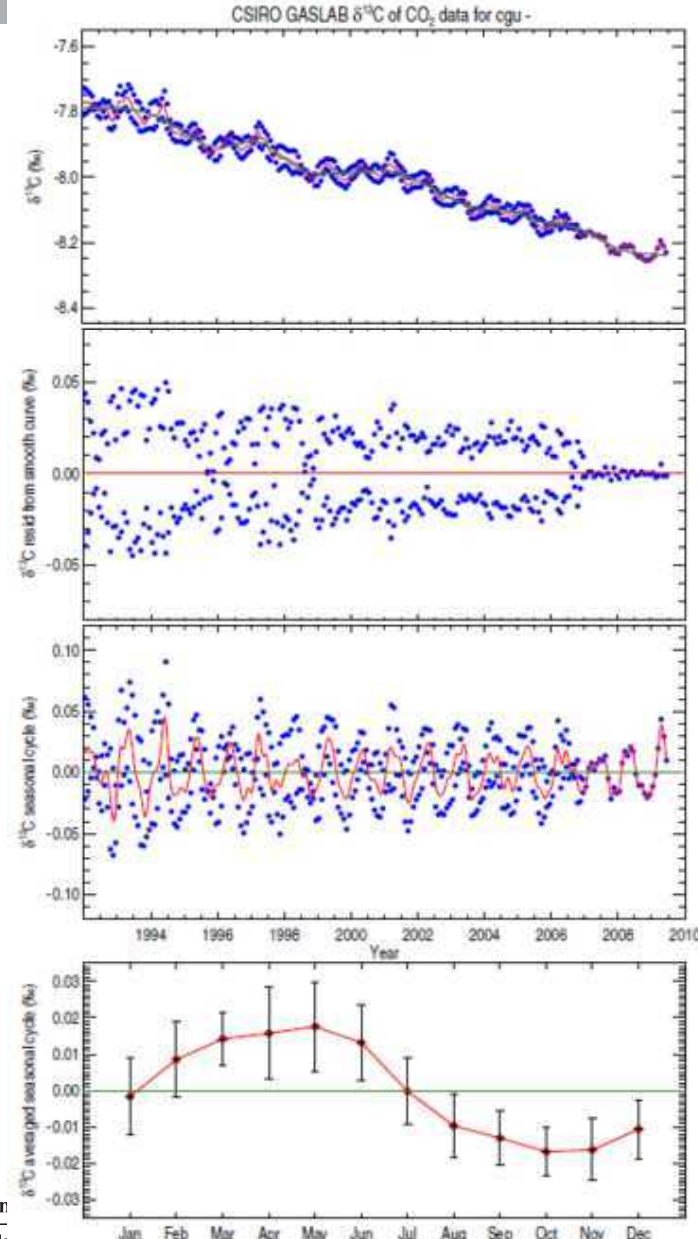 CSIRO GASLAB δ¹³C of CO₂ data for cgu -
δ¹³C (‰)
-7.6
-7.8
-8.0
-8.2
-8.4
δ¹³C resid from smooth curve (‰)
0.05
0.00
-0.05
δ¹³C seasonal cycle (‰)
0.10
0.05
0.00
-0.05
-0.10
1994 1996 1998 2000 2002 2004 2006 2008 2010
Year
δ¹³C averaged seasonal cycle (‰)
0.03
0.02
0.01
0.00
-0.01
-0.02
-0.03
Jan Feb Mar Apr May Jun Jul Aug Sep Oct Nov Dec